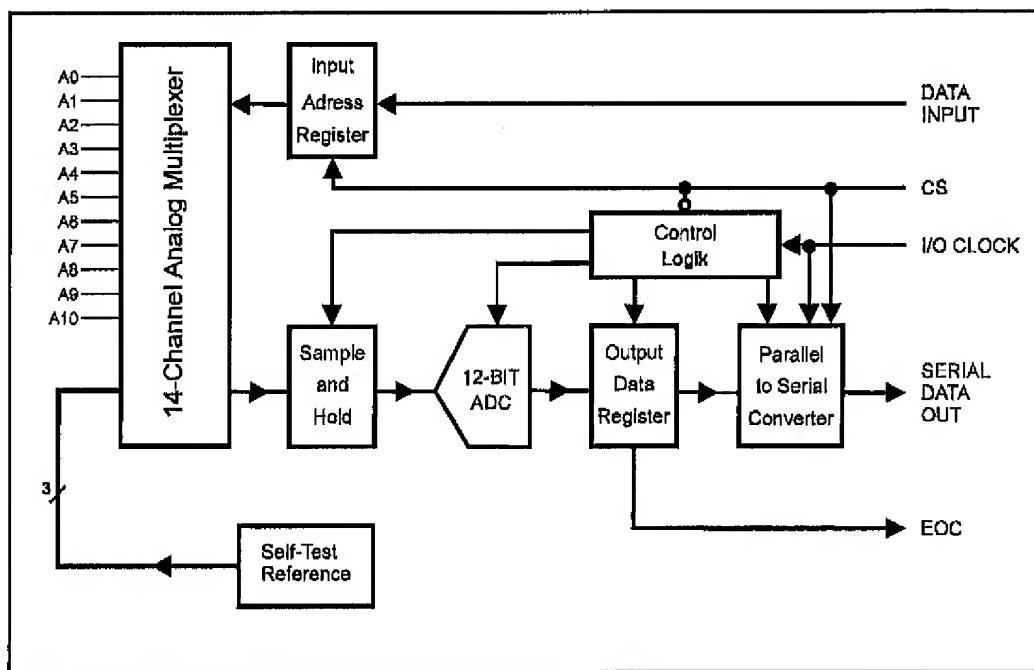 A0
A1
A2
A3
A4
A5
A6
A7
A8
A9
A10
14-Channel Analog Multiplexer
Input
Adress
Register
DATA
INPUT
CS
Control
Logik
I/O CLOCK
Sample
and
Hold
12-BIT
ADC
Output
Data
Register
Parallel
to Serial
Converter
SERIAL
DATA
OUT
3
EOC
Self-Test
Reference